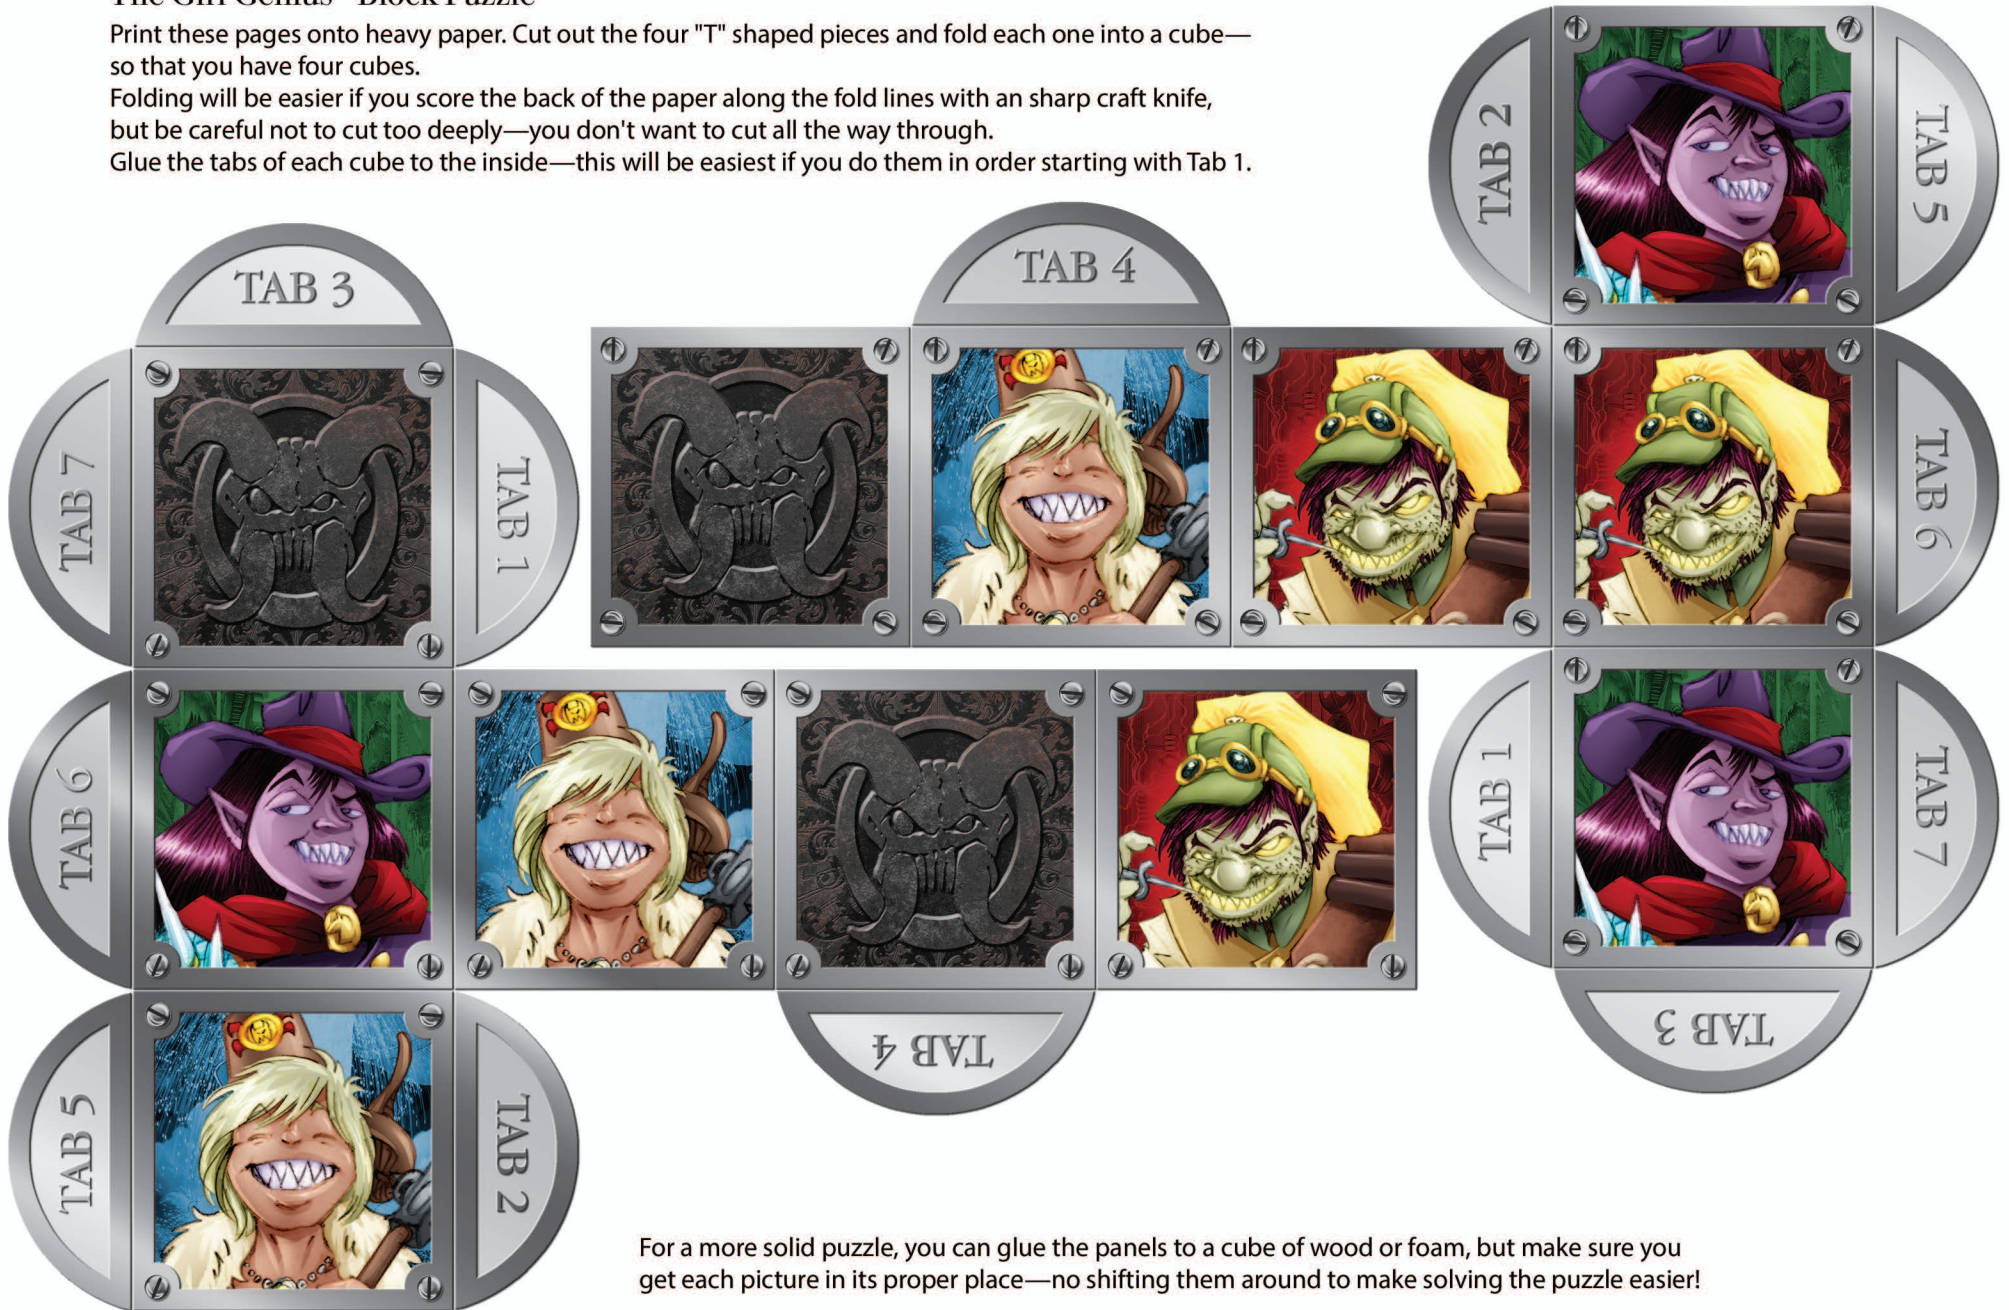 The Girl Genius Block Puzzle
Print these pages onto heavy paper. Cut out the four "T" shaped pieces and fold each one into a cube—
so that you have four cubes.
Folding will be easier if you score the back of the paper along the fold lines with an sharp craft knife,
but be careful not to cut too deeply—you don't want to cut all the way through.
Glue the tabs of each cube to the inside—this will be easiest if you do them in order starting with Tab 1.
TAB 2
TAB 5
TAB 3
TAB 4
TAB 7
TAB 1
TAB 6
TAB 6
TAB 1
TAB 7
TAB 4
TAB 3
TAB 5
TAB 2
For a more solid puzzle, you can glue the panels to a cube of wood or foam, but make sure you
get each picture in its proper place—no shifting them around to make solving the puzzle easier!